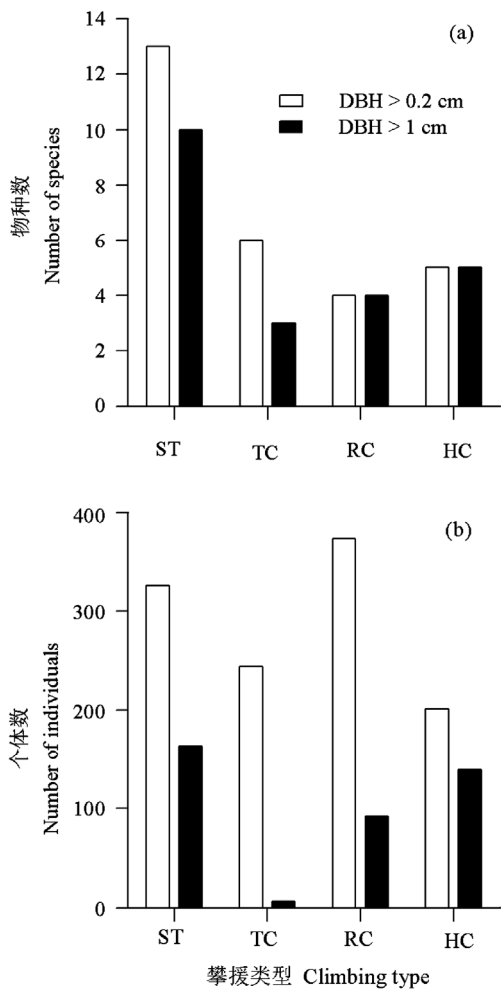 (a)
DBH > 0.2 cm
DBH > 1 cm
物种数
Number of species
14
12
10
8
6
4
2
0
ST TC RC HC
(b)
个体数
Number of individuals
400
300
200
100
0
ST TC RC HC
攀援类型 Climbing type